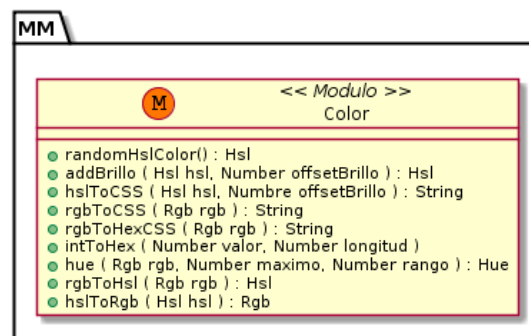 MM
M
<< Modulo >>
Color
randomHslColor() : Hsl
addBrillo ( Hsl hsl, Number offsetBrillo ) : Hsl
hslToCSS ( Hsl hsl, Numbre offsetBrillo ) : String
rgbToCSS ( Rgb rgb ) : String
rgbToHexCSS ( Rgb rgb ) : String
intToHex ( Number valor, Number longitud )
hue ( Rgb rgb, Number maximo, Number rango ) : Hue
rgbToHsl ( Rgb rgb ) : Hsl
hslToRgb ( Hsl hsl ) : Rgb